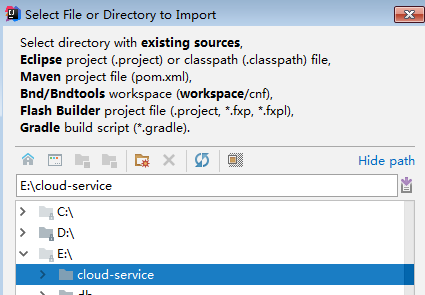 Select File or Directory to Import
Select directory with existing sources,
Eclipse project (.project) or classpath (.classpath) file,
Maven project file (pom.xml),
Bnd/Bndtools workspace (workspace/cnf),
Flash Builder project file (.project, *.fxp, *.fxpl),
Gradle build script (*.gradle).
Hide path
E:\cloud-service
C:\
D:\
E:\
cloud-service